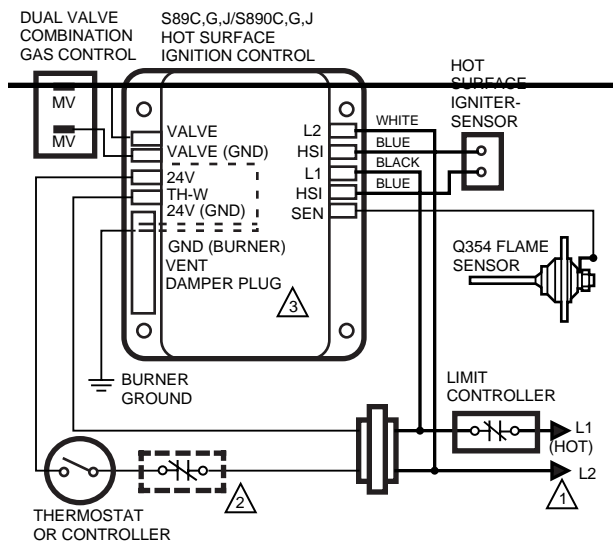 DUAL VALVE
COMBINATION
GAS CONTROL
S89C,G,J/S890C,G,J
HOT SURFACE
IGNITION CONTROL
HOT
SURFACE
IGNITER-
SENSOR
MV
MV
VALVE
VALVE (GND)
24V
TH-W
24V (GND)
GND (BURNER)
VENT
DAMPER PLUG
3
L2
HSI
L1
HSI
SEN
WHITE
BLUE
BLACK
BLUE
Q354 FLAME
SENSOR
BURNER
GROUND
LIMIT
CONTROLLER
L1
(HOT)
L2
1
2
THERMOSTAT
OR CONTROLLER